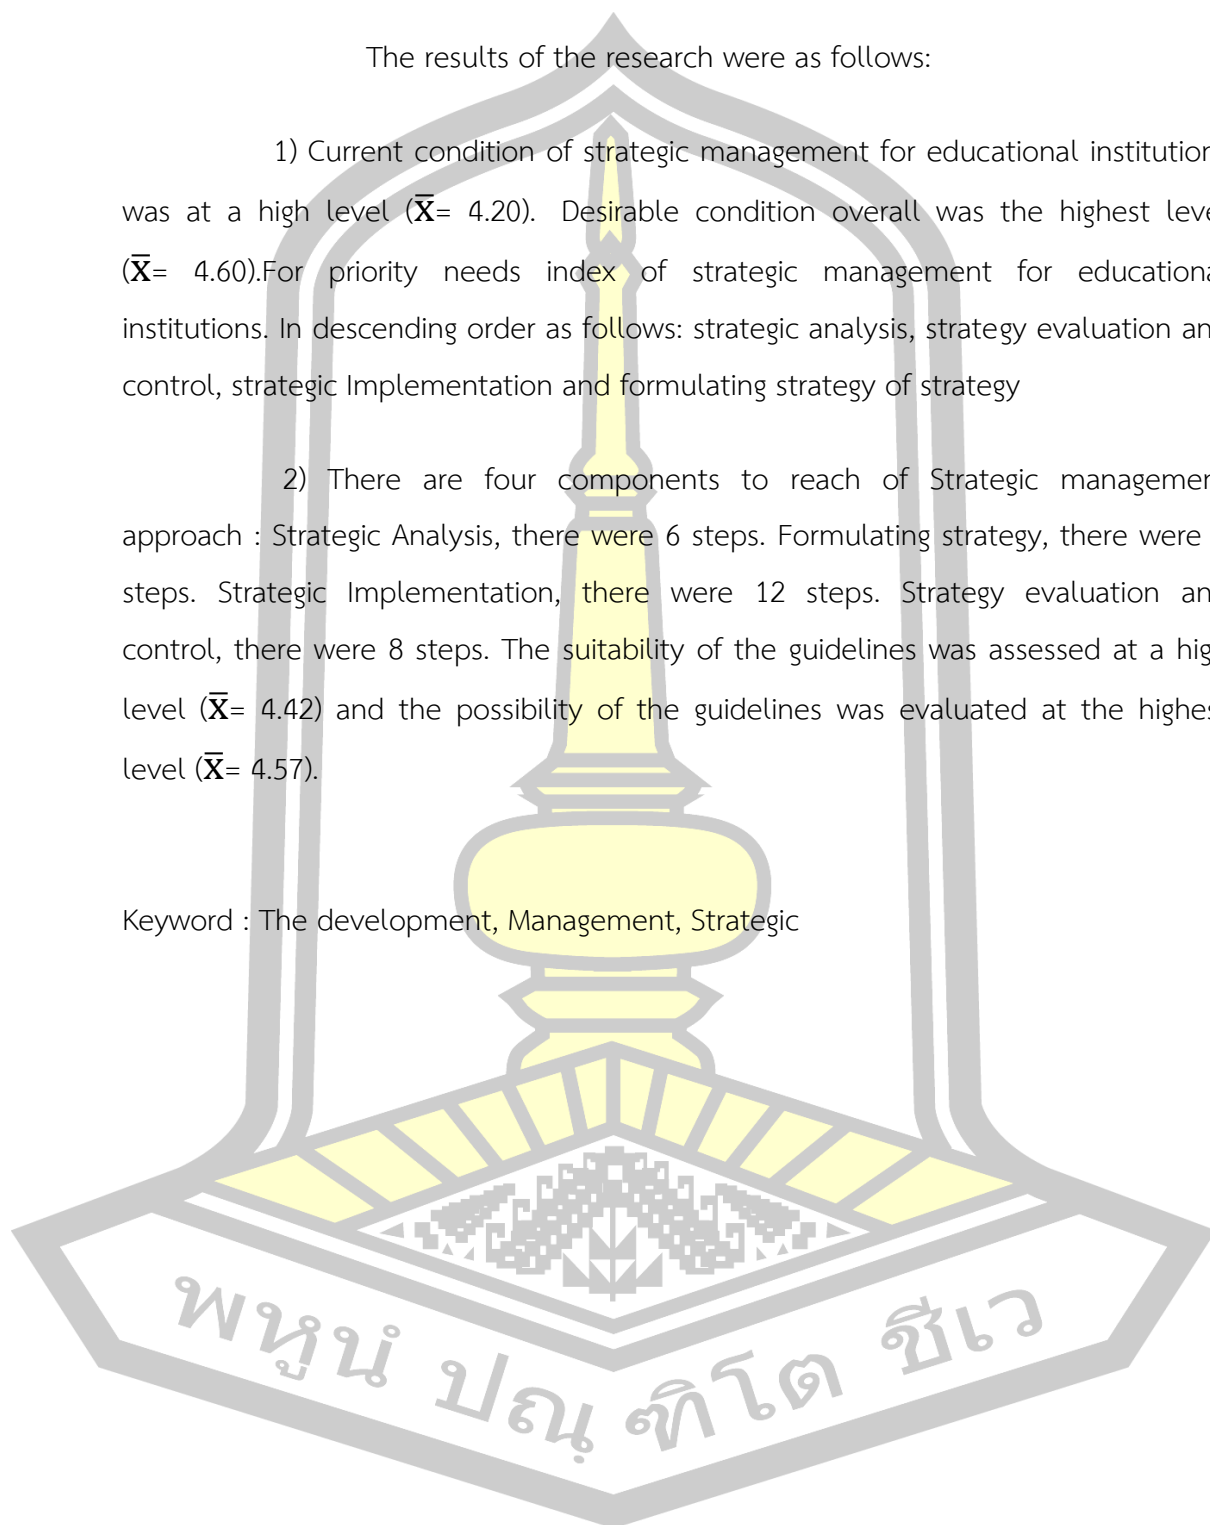 The results of the research were as follows:
1) Current condition of strategic management for educational institution
was at a high level (X̅= 4.20). Desirable condition overall was the highest leve
(X̅= 4.60).For priority needs index of strategic management for educationa
institutions. In descending order as follows: strategic analysis, strategy evaluation an
control, strategic Implementation and formulating strategy of strategy
2) There are four components to reach of Strategic managemen
approach : Strategic Analysis, there were 6 steps. Formulating strategy, there were
steps. Strategic Implementation, there were 12 steps. Strategy evaluation an
control, there were 8 steps. The suitability of the guidelines was assessed at a hig
level (X̅= 4.42) and the possibility of the guidelines was evaluated at the highes
level (X̅= 4.57).
Keyword : The development, Management, Strategic
พหูนํ ปณฺฑิโต ชีเว